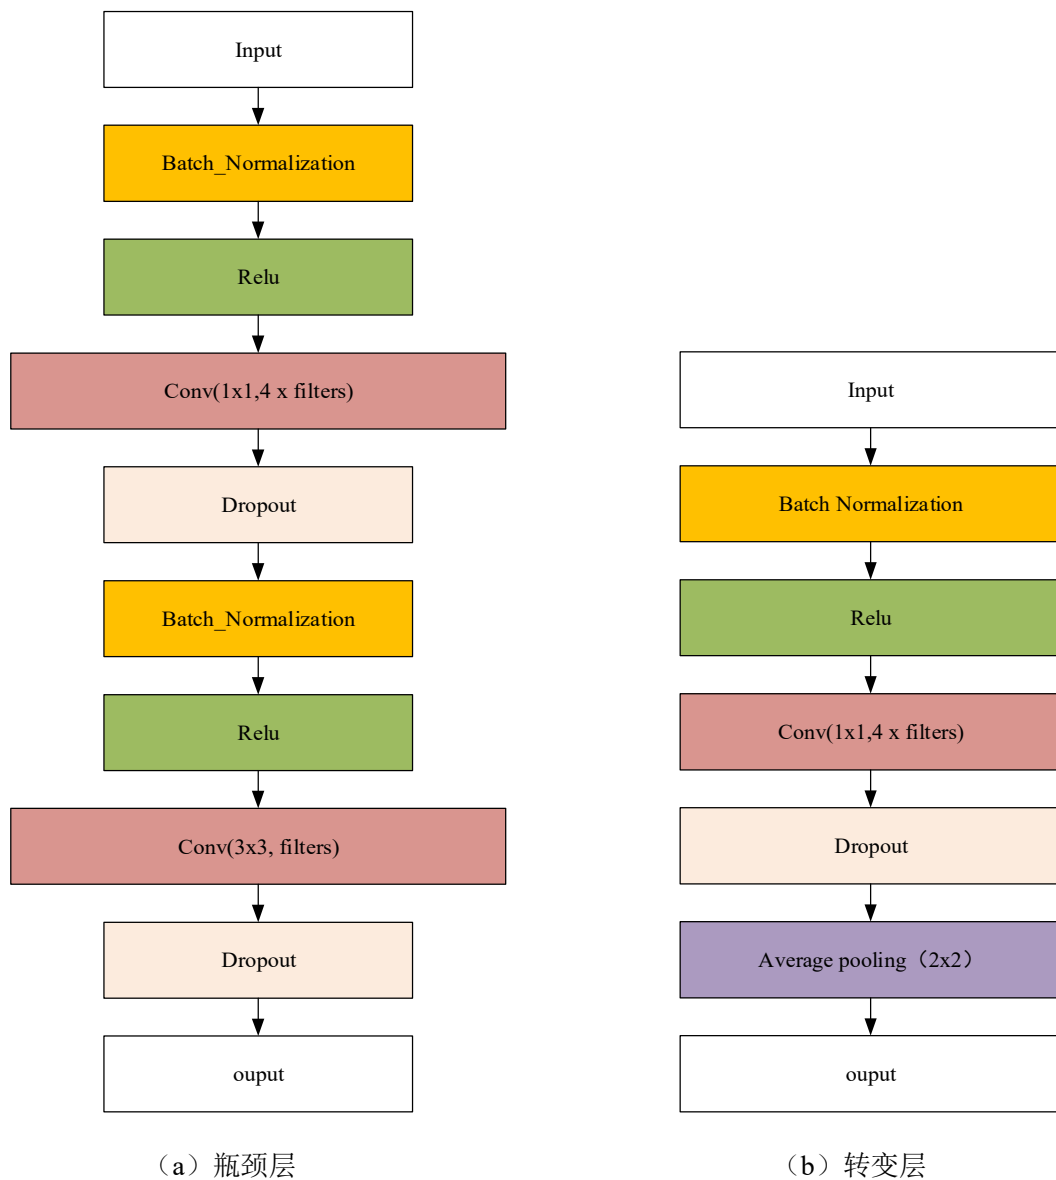 Input
Batch_Normalization
Relu
Conv(1x1,4 x filters)
Dropout
Batch_Normalization
Relu
Conv(3x3, filters)
Dropout
ouput
（a）瓶颈层
Input
Batch Normalization
Relu
Conv(1x1,4 x filters)
Dropout
Average pooling（2x2）
ouput
（b）转变层